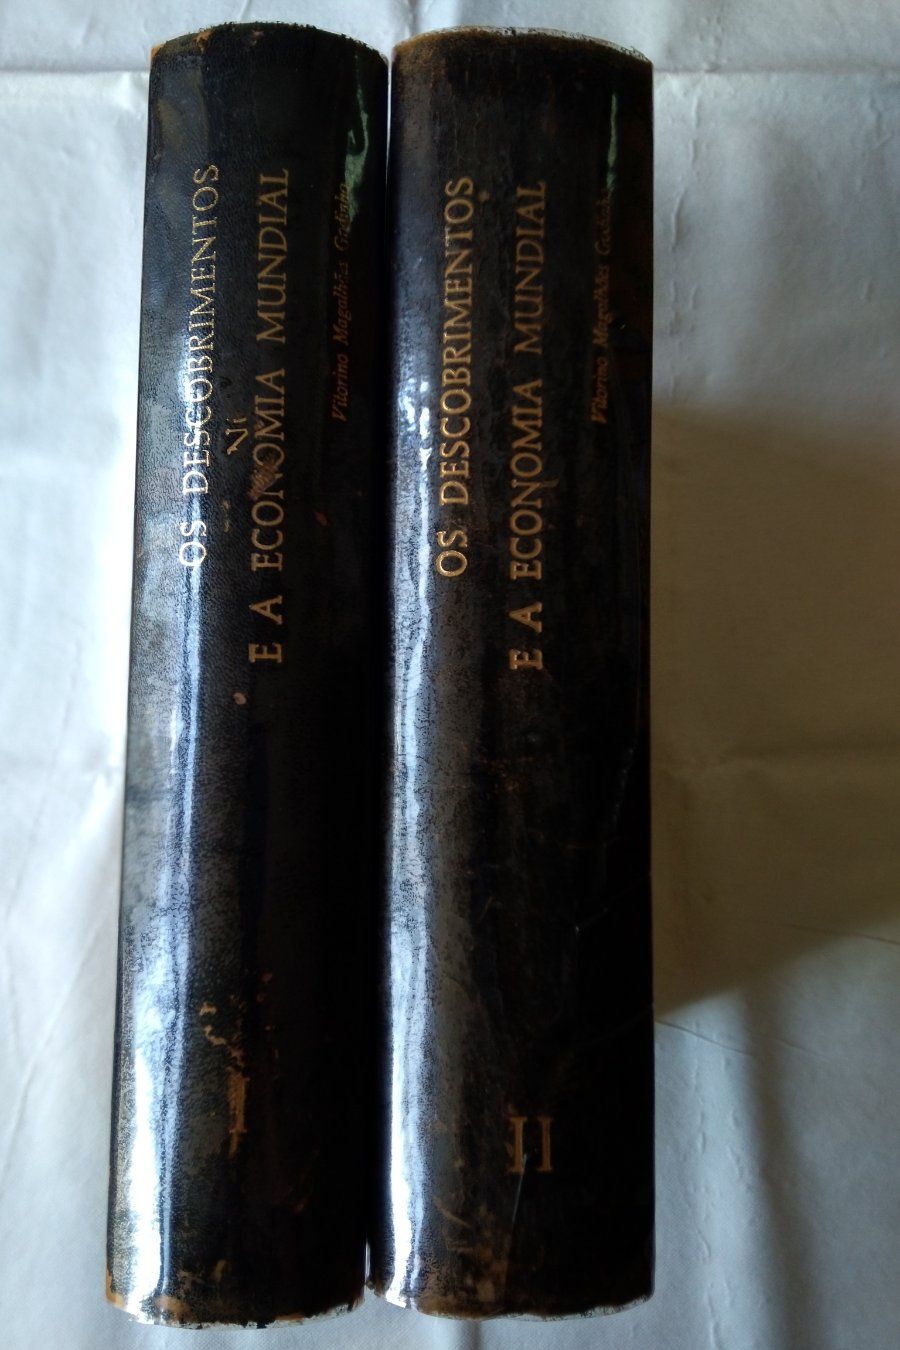 OS DESCOBRIMENTOS
E A ECONOMIA MUNDIAL
Vitorino Magalhães Godinho
I
OS DESCOBRIMENTOS
E A ECONOMIA MUNDIAL
Vitorino Magalhães Godinho
II